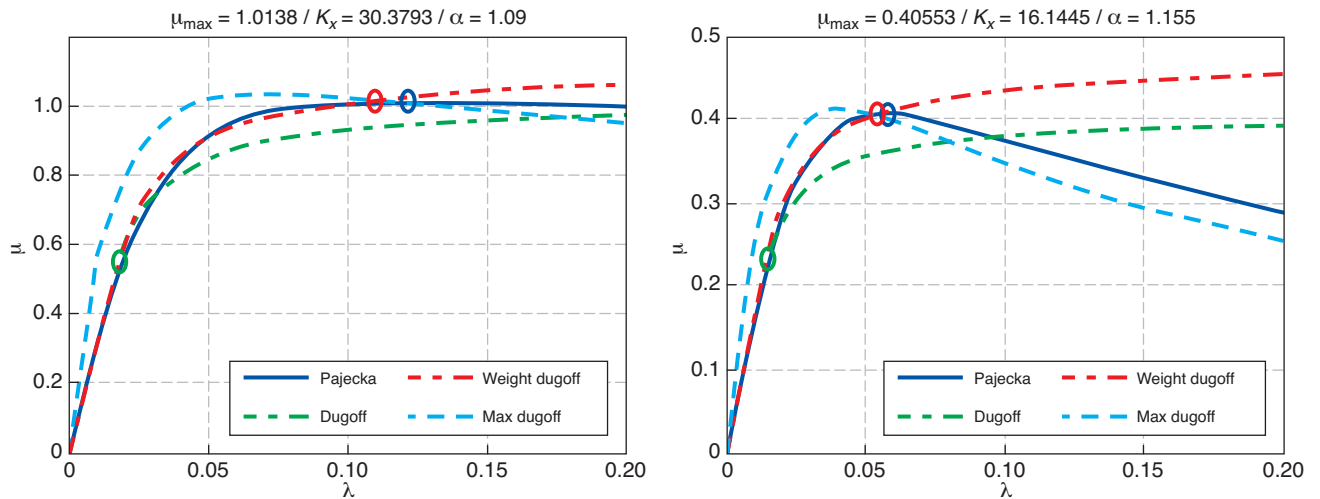 μmax = 1.0138 / Kx = 30.3793 / α = 1.09
μ
1.0
0.8
0.6
0.4
0.2
0
0 0.05 0.10 0.15 0.20
λ
Pajecka
Weight dugoff
Dugoff
Max dugoff
μmax = 0.40553 / Kx = 16.1445 / α = 1.155
μ
0.5
0.4
0.3
0.2
0.1
0
0 0.05 0.10 0.15 0.20
λ
Pajecka
Weight dugoff
Dugoff
Max dugoff